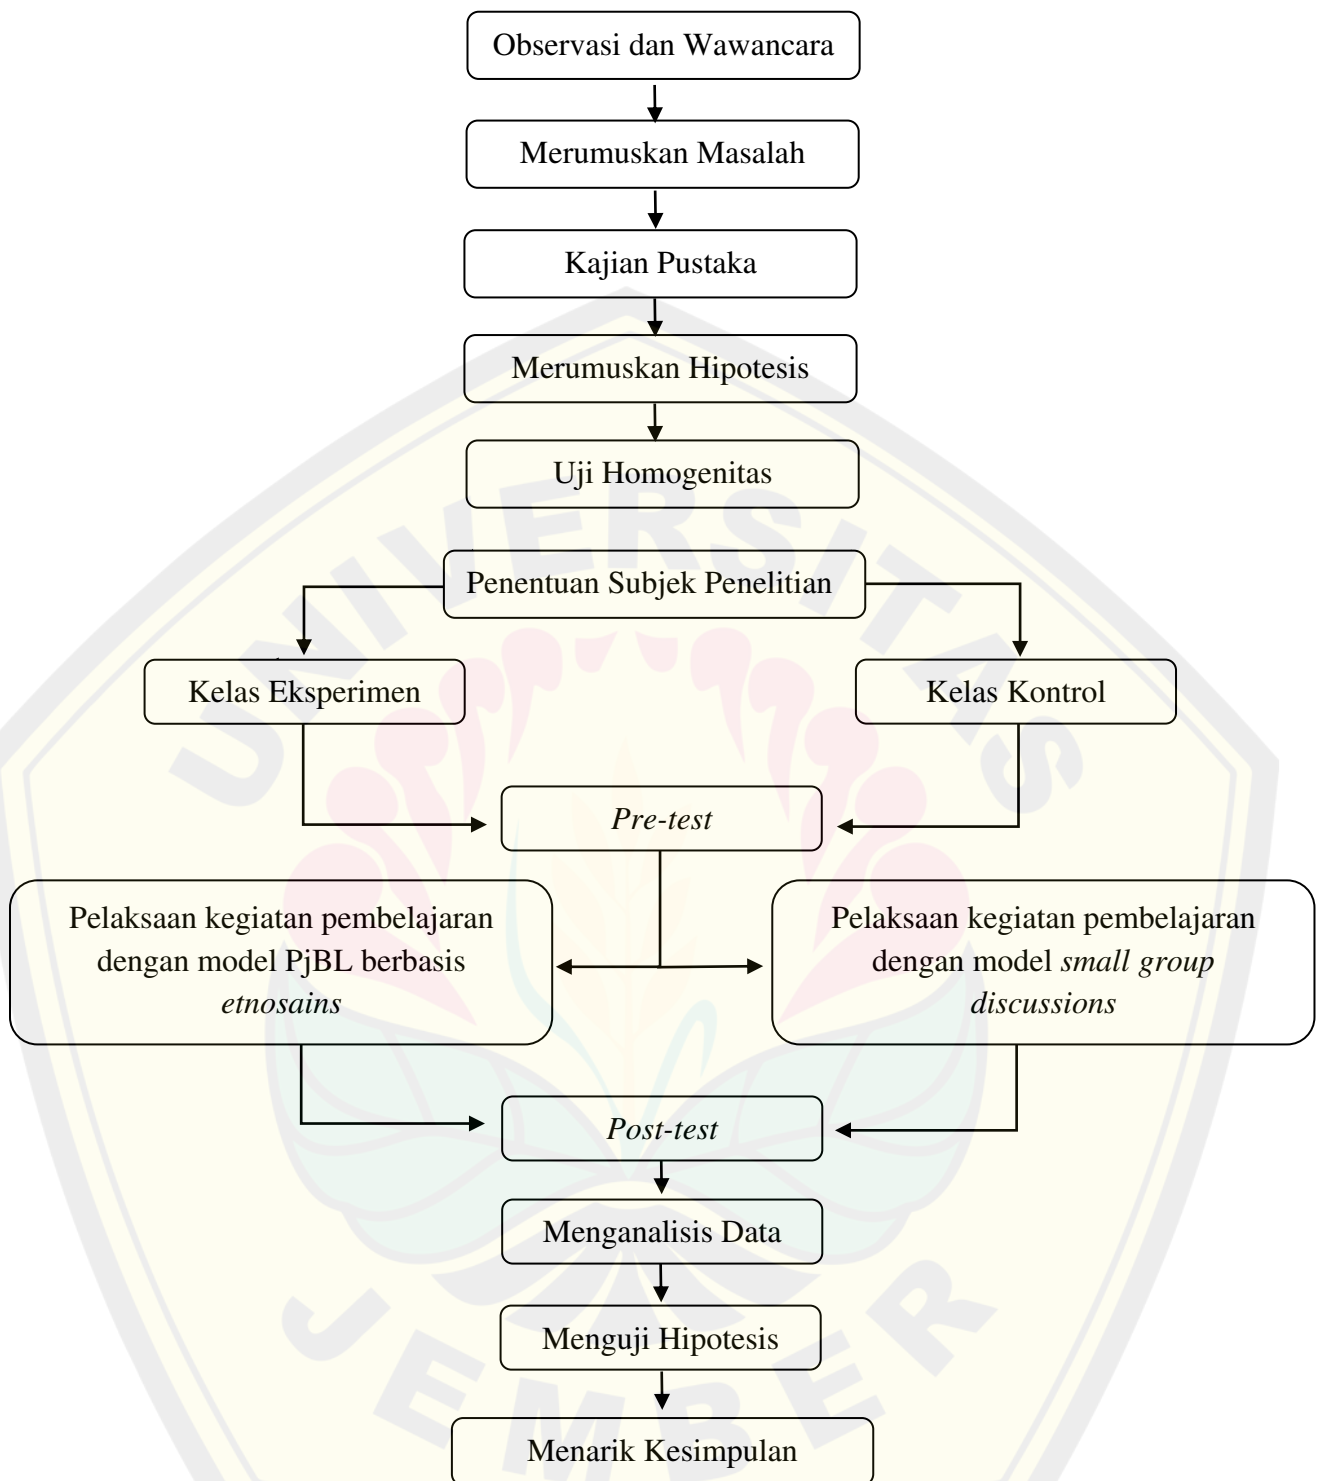 Observasi dan Wawancara
Merumuskan Masalah
Kajian Pustaka
Merumuskan Hipotesis
Uji Homogenitas
Penentuan Subjek Penelitian
Kelas Eksperimen
Kelas Kontrol
Pre-test
Pelaksaan kegiatan pembelajaran
dengan model PjBL berbasis
etnosains
Pelaksaan kegiatan pembelajaran
dengan model small group
discussions
Post-test
Menganalisis Data
Menguji Hipotesis
Menarik Kesimpulan
UNIVERSITAS
JEMBER